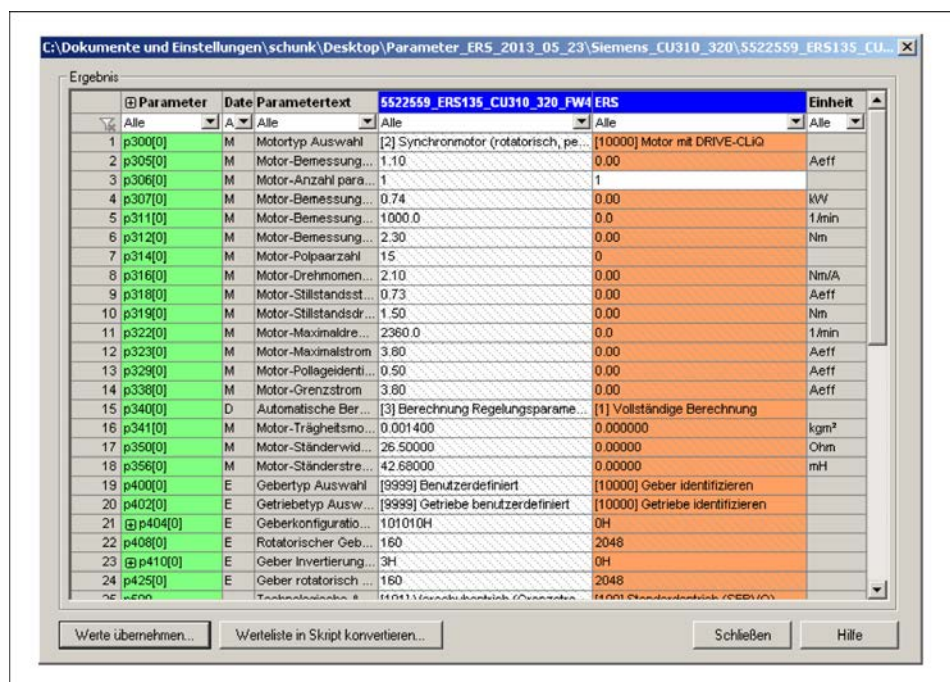 C:\Dokumente und Einstellungen\schunk\Desktop\Parameter_ERS_2013_05_23\Siemens_CU310_320\5522559_ERS135_CU...
Ergebnis
Parameter Date Parametertext 5522559_ERS135_CU310_320_FW4 ERS Einheit
Alle A Alle Alle Alle Alle
1 p300[0] M Motortyp Auswahl [2] Synchronmotor (rotatorisch, pe... [10000] Motor mit DRIVE-CLiQ
2 p305[0] M Motor-Bemessung... 1.10 0.00 Aeff
3 p306[0] M Motor-Anzahl para... 1 1
4 p307[0] M Motor-Bemessung... 0.74 0.00 kW
5 p311[0] M Motor-Bemessung... 1000.0 0.0 1/min
6 p312[0] M Motor-Bemessung... 2.30 0.00 Nm
7 p314[0] M Motor-Polpaarzahl 15 0
8 p316[0] M Motor-Drehmomen... 2.10 0.00 Nm/A
9 p318[0] M Motor-Stillstandsst... 0.73 0.00 Aeff
10 p319[0] M Motor-Stillstandsdr... 1.50 0.00 Nm
11 p322[0] M Motor-Maximaldre... 2360.0 0.0 1/min
12 p323[0] M Motor-Maximalstrom 3.80 0.00 Aeff
13 p329[0] M Motor-Pollageidenti... 0.50 0.00 Aeff
14 p338[0] M Motor-Grenzstrom 3.80 0.00 Aeff
15 p340[0] D Automatische Ber... [3] Berechnung Regelungsparame... [1] Vollständige Berechnung
16 p341[0] M Motor-Trägheitsmo... 0.001400 0.000000 kgm²
17 p350[0] M Motor-Ständerwid... 26.50000 0.00000 Ohm
18 p356[0] M Motor-Ständerstre... 42.68000 0.00000 mH
19 p400[0] E Gebertyp Auswahl [9999] Benutzerdefiniert [10000] Geber identifizieren
20 p402[0] E Getriebetyp Ausw... [9999] Getriebe benutzerdefiniert [10000] Getriebe identifizieren
21 p404[0] E Geberkonfiguratio... 101010H 0H
22 p408[0] E Rotatorischer Geb... 160 2048
23 p410[0] E Geber Invertierung... 3H 0H
24 p425[0] E Geber rotatorisch ... 160 2048
Werte übernehmen... Werteliste in Skript konvertieren... Schließen Hilfe